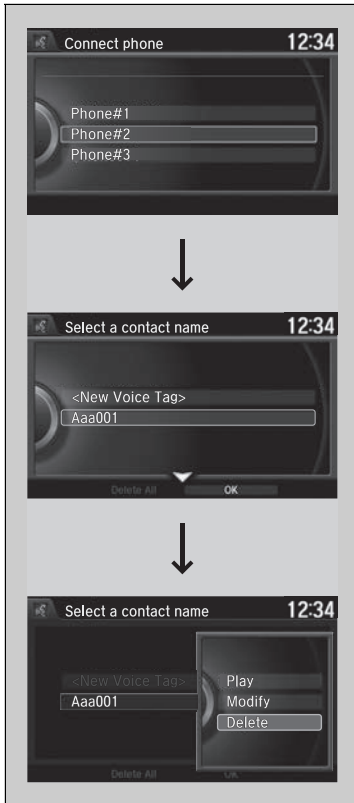 Connect phone 12:34
Phone#1
Phone#2
Phone#3
Select a contact name 12:34
<New Voice Tag>
Aaa001
Delete All OK
Select a contact name 12:34
<New Voice Tag> Play
Aaa001 Modify
Delete
Delete All OK